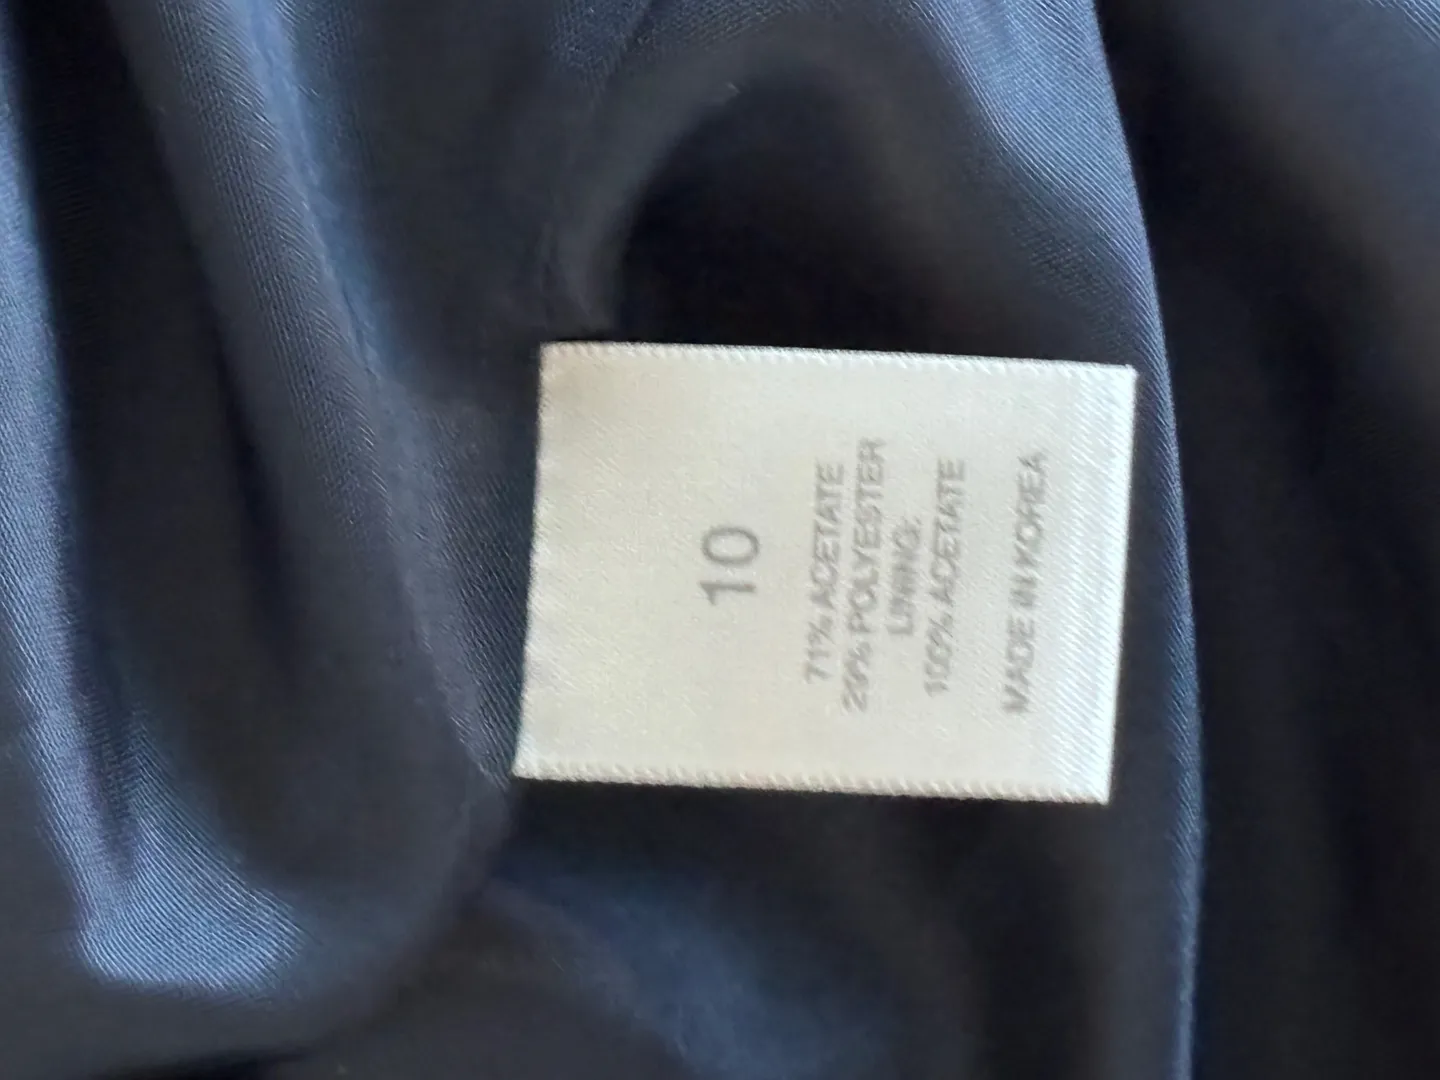 10
71% ACETATE
29% POLYESTER
LINING:
100% ACETATE
MADE IN KOREA